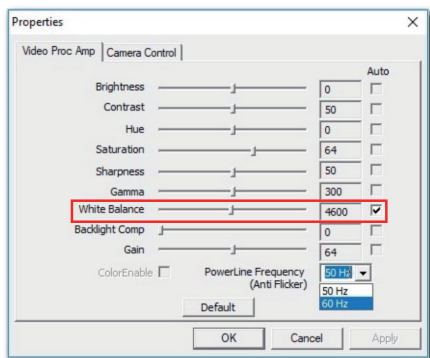 Properties
Video Proc Amp Camera Control
Auto
Brightness 0
Contrast 50
Hue 0
Saturation 64
Sharpness 50
Gamma 300
White Balance 4600
Backlight Comp 0
Gain 64
ColorEnable PowerLine Frequency 50 Hz
(Anti Flicker)
50 Hz
60 Hz
Default
OK Cancel Apply